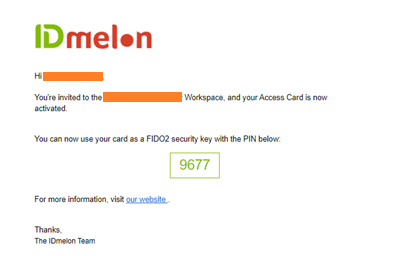 IDmelon
Hi
You're invited to the Workspace, and your Access Card is now
activated.
You can now use your card as a FIDO2 security key with the PIN below:
9677
For more information, visit our website .
Thanks,
The IDmelon Team